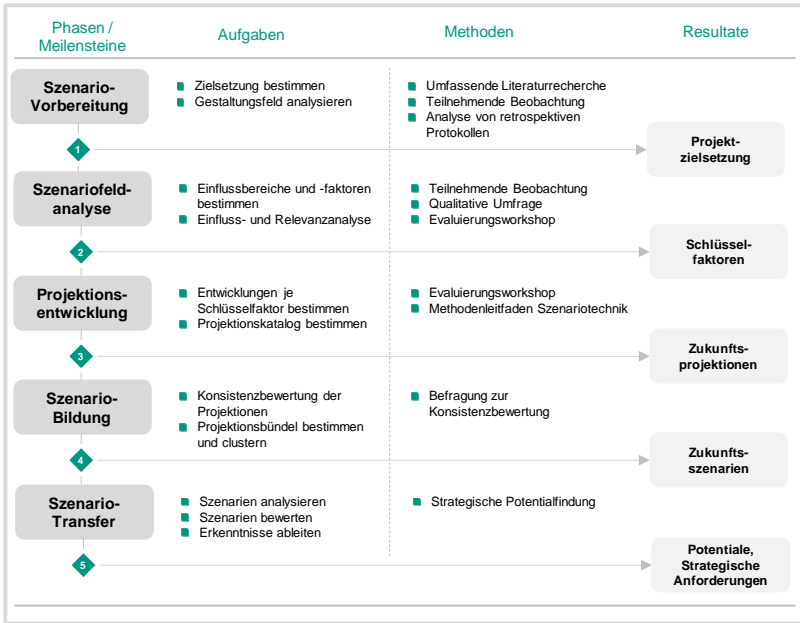 Phasen /
Meilensteine
Aufgaben
Methoden
Resultate
Szenario-
Vorbereitung
Zielsetzung bestimmen
Gestaltungsfeld analysieren
Umfassende Literaturrecherche
Teilnehmende Beobachtung
Analyse von retrospektiven
Protokollen
1
Projekt-
zielsetzung
Szenariofeld-
analyse
Einflussbereiche und -faktoren
bestimmen
Einfluss- und Relevanzanalyse
Teilnehmende Beobachtung
Qualitative Umfrage
Evaluierungsworkshop
2
Schlüssel-
faktoren
Projektions-
entwicklung
Entwicklungen je
Schlüsselfaktor bestimmen
Projektionskatalog bestimmen
Evaluierungsworkshop
Methodenleitfaden Szenariotechnik
3
Zukunfts-
projektionen
Szenario-
Bildung
Konsistenzbewertung der
Projektionen
Projektionsbündel bestimmen
und clustern
Befragung zur
Konsistenzbewertung
4
Zukunfts-
szenarien
Szenario-
Transfer
Szenarien analysieren
Szenarien bewerten
Erkenntnisse ableiten
Strategische Potentialfindung
5
Potentiale,
Strategische
Anforderungen